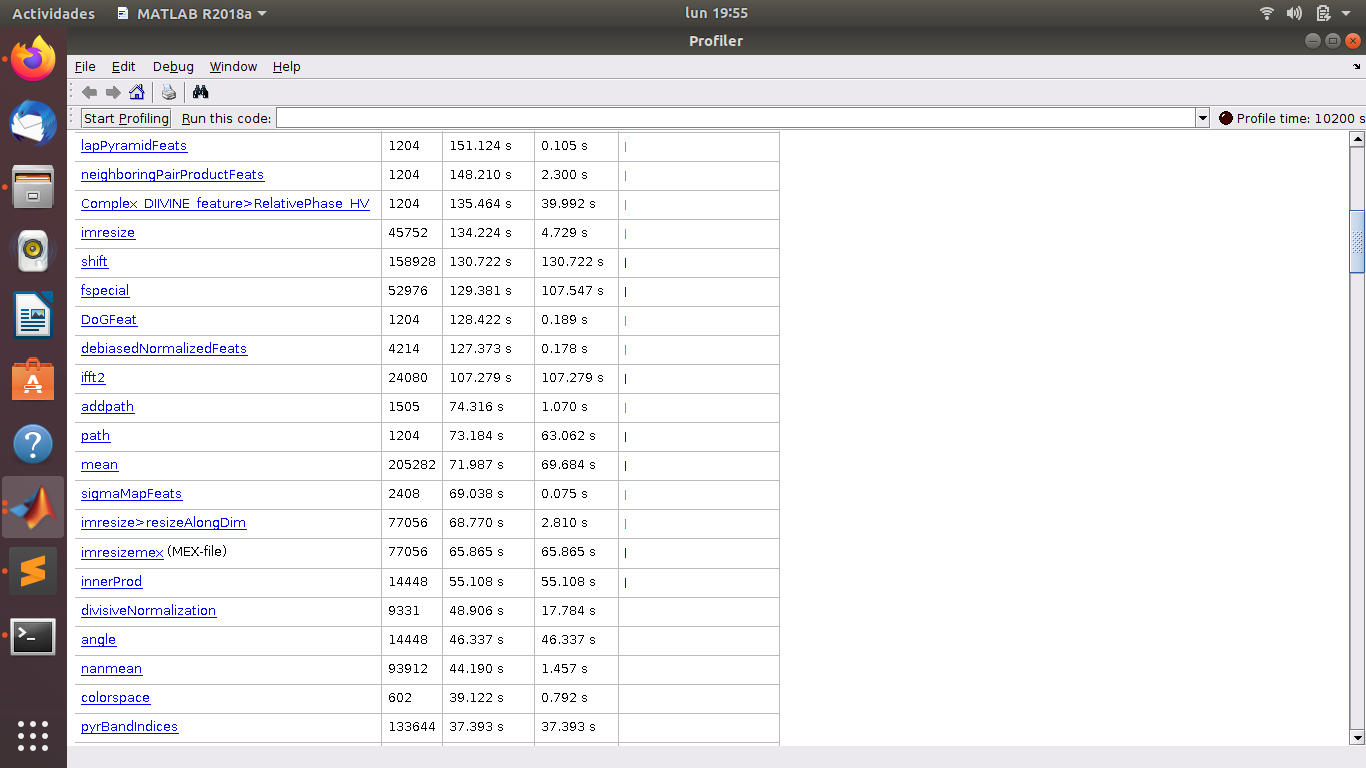 Actividades MATLAB R2018a lun 19:55
Profiler
File Edit Debug Window Help
Start Profiling Run this code: Profile time: 10200 s
lapPyramidFeats 1204 151.124 s 0.105 s
neighboringPairProductFeats 1204 148.210 s 2.300 s
Complex_DIIVINE_feature>RelativePhase_HV 1204 135.464 s 39.992 s
imresize 45752 134.224 s 4.729 s
shift 158928 130.722 s 130.722 s
fspecial 52976 129.381 s 107.547 s
DoGFeat 1204 128.422 s 0.189 s
debiasedNormalizedFeats 4214 127.373 s 0.178 s
ifft2 24080 107.279 s 107.279 s
addpath 1505 74.316 s 1.070 s
path 1204 73.184 s 63.062 s
mean 205282 71.987 s 69.684 s
sigmaMapFeats 2408 69.038 s 0.075 s
imresize>resizeAlongDim 77056 68.770 s 2.810 s
imresizemex (MEX-file) 77056 65.865 s 65.865 s
innerProd 14448 55.108 s 55.108 s
divisiveNormalization 9331 48.906 s 17.784 s
angle 14448 46.337 s 46.337 s
nanmean 93912 44.190 s 1.457 s
colorspace 602 39.122 s 0.792 s
pyrBandIndices 133644 37.393 s 37.393 s